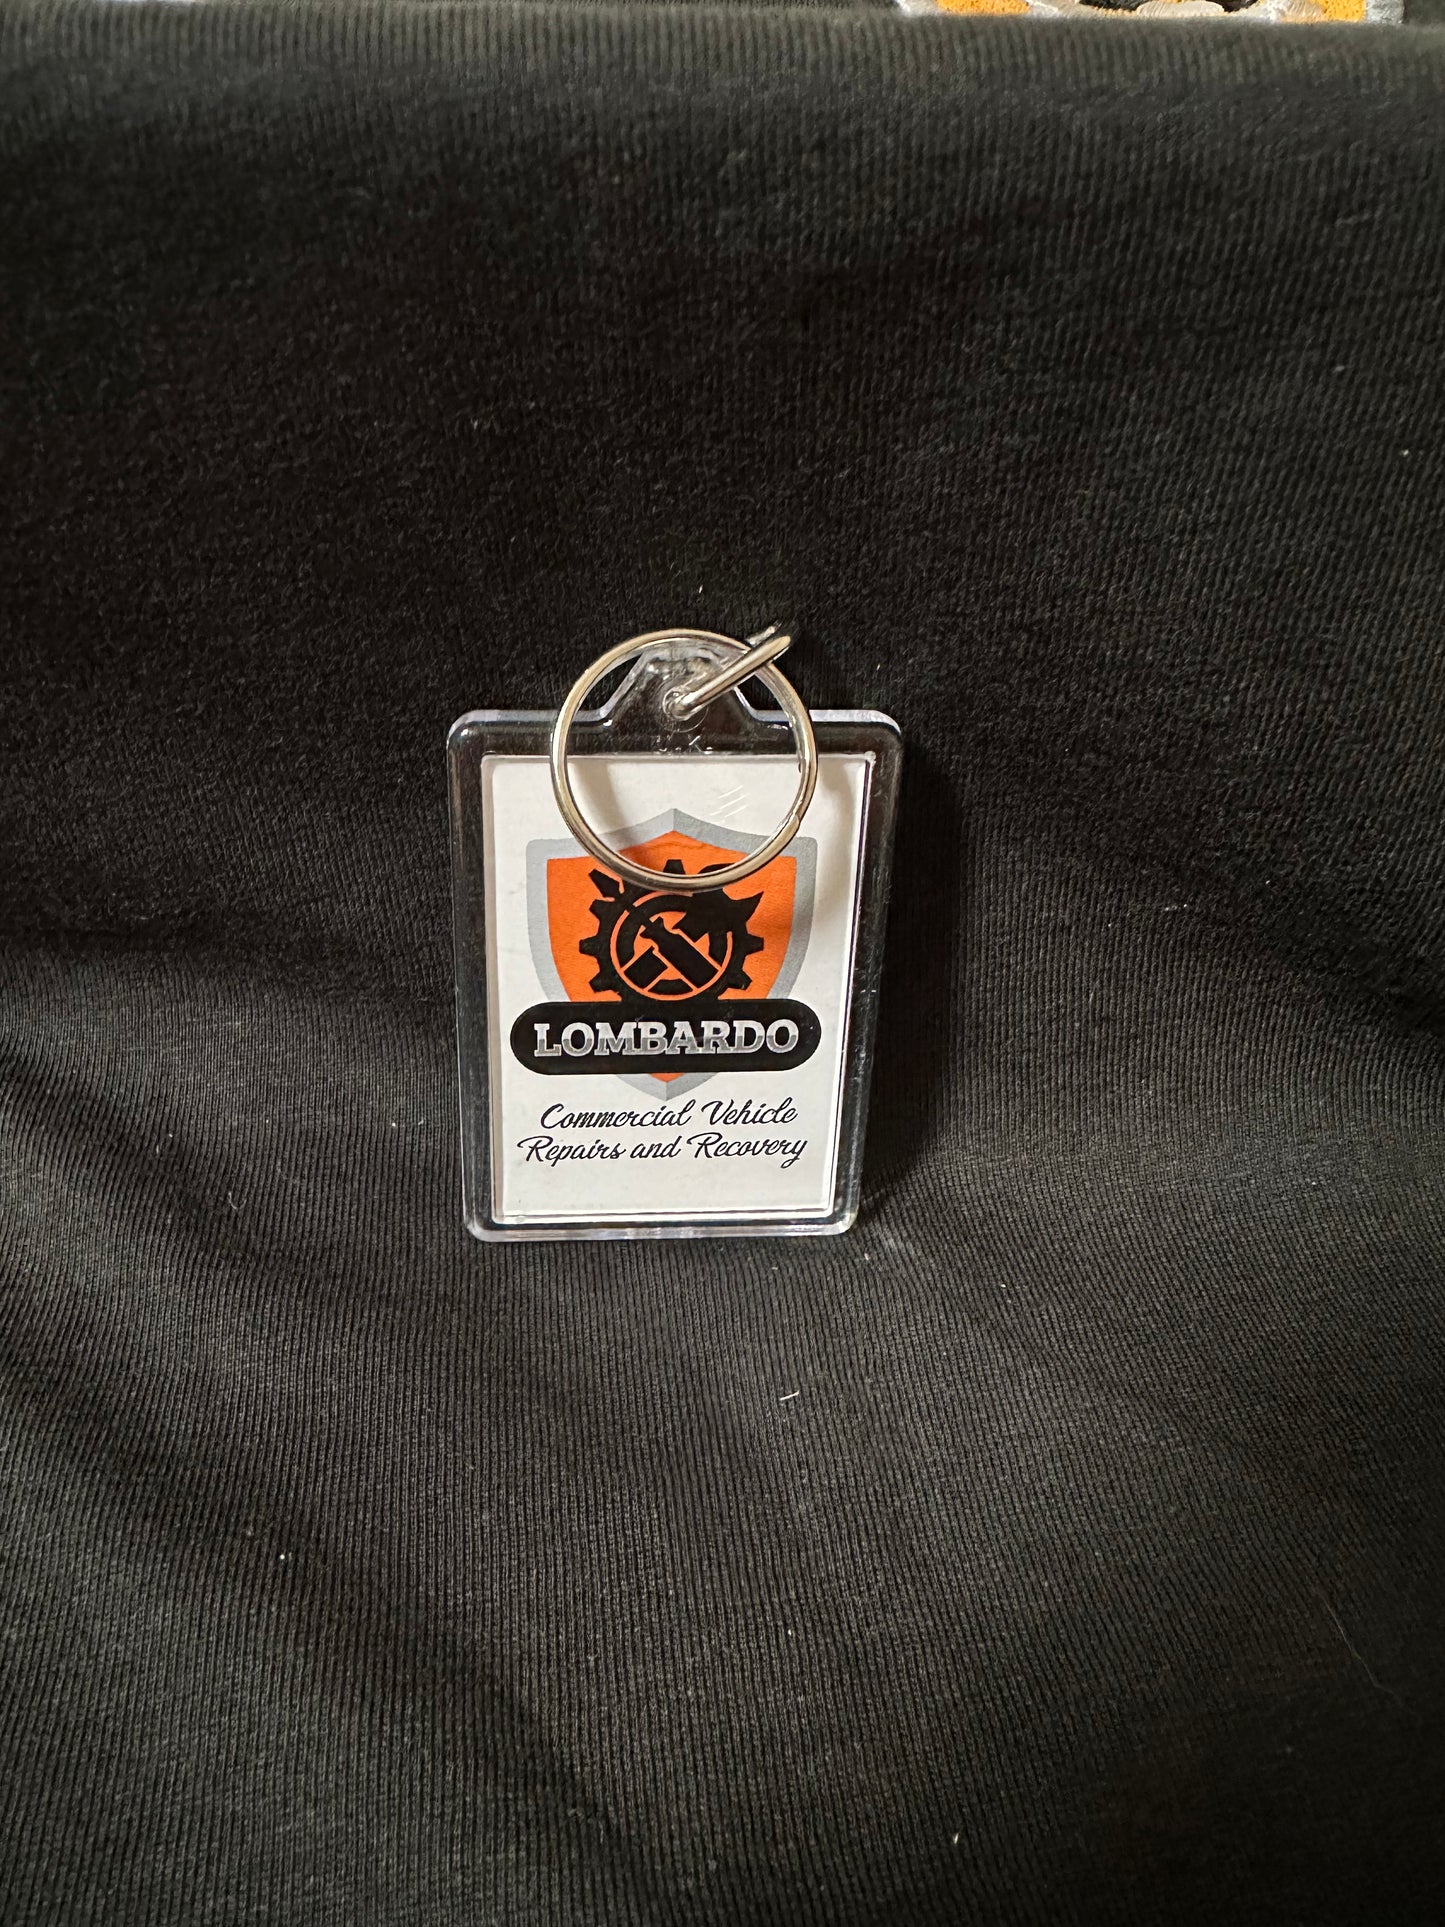 LOMBARDO
Commercial Vehicle
Repairs and Recovery